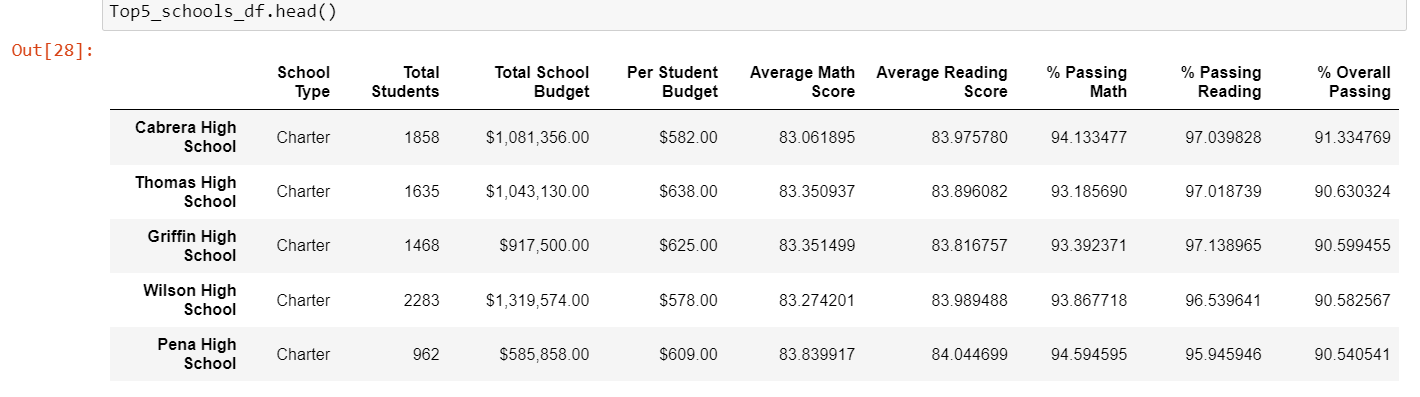 Top5_schools_df.head()
Out[28]:
School Type Total Students Total School Budget Per Student Budget Average Math Score Average Reading Score % Passing Math % Passing Reading % Overall Passing
Cabrera High School Charter 1858 $1,081,356.00 $582.00 83.061895 83.975780 94.133477 97.039828 91.334769
Thomas High School Charter 1635 $1,043,130.00 $638.00 83.350937 83.896082 93.185690 97.018739 90.630324
Griffin High School Charter 1468 $917,500.00 $625.00 83.351499 83.816757 93.392371 97.138965 90.599455
Wilson High School Charter 2283 $1,319,574.00 $578.00 83.274201 83.989488 93.867718 96.539641 90.582567
Pena High School Charter 962 $585,858.00 $609.00 83.839917 84.044699 94.594595 95.945946 90.540541